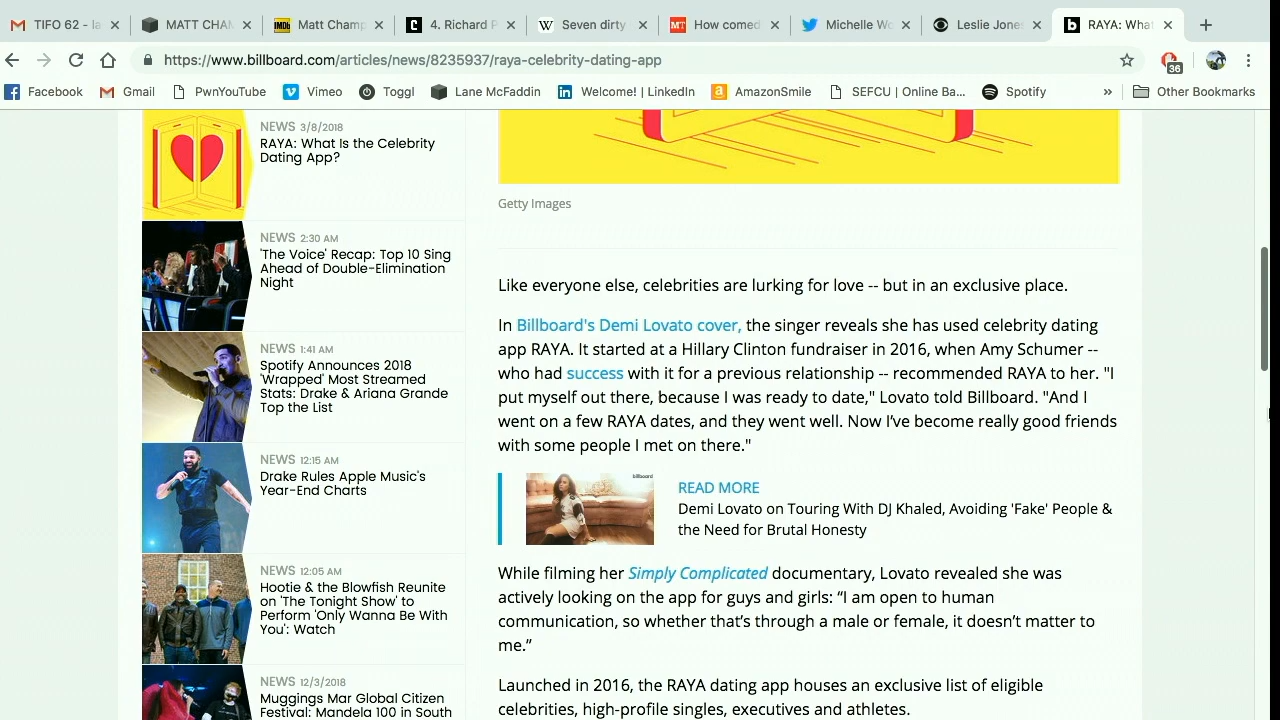 TIFO 62 - la
MATT CHAM
Matt Champ
4. Richard P
Seven dirty
How comed
Michelle Wo
Leslie Jones
RAYA: What
https://www.billboard.com/articles/news/8235937/raya-celebrity-dating-app
36
Facebook
Gmail
PwnYouTube
Vimeo
Toggl
Lane McFaddin
Welcome! | LinkedIn
AmazonSmile
SEFCU | Online Ba...
Spotify
»
Other Bookmarks
NEWS 3/8/2018
RAYA: What Is the Celebrity
Dating App?
NEWS 2:30 AM
'The Voice' Recap: Top 10 Sing
Ahead of Double-Elimination
Night
NEWS 1:41 AM
Spotify Announces 2018
'Wrapped' Most Streamed
Stats: Drake & Ariana Grande
Top the List
NEWS 12:15 AM
Drake Rules Apple Music's
Year-End Charts
NEWS 12:05 AM
Hootie & the Blowfish Reunite
on 'The Tonight Show' to
Perform 'Only Wanna Be With
You': Watch
NEWS 12/3/2018
Muggings Mar Global Citizen
Festival: Mandela 100 in South
Getty Images
Like everyone else, celebrities are lurking for love -- but in an exclusive place.
In Billboard's Demi Lovato cover, the singer reveals she has used celebrity dating
app RAYA. It started at a Hillary Clinton fundraiser in 2016, when Amy Schumer --
who had success with it for a previous relationship -- recommended RAYA to her. "I
put myself out there, because I was ready to date," Lovato told Billboard. "And I
went on a few RAYA dates, and they went well. Now I’ve become really good friends
with some people I met on there."
billboard
READ MORE
Demi Lovato on Touring With DJ Khaled, Avoiding 'Fake' People &
the Need for Brutal Honesty
While filming her Simply Complicated documentary, Lovato revealed she was
actively looking on the app for guys and girls: “I am open to human
communication, so whether that’s through a male or female, it doesn’t matter to
me.”
Launched in 2016, the RAYA dating app houses an exclusive list of eligible
celebrities, high-profile singles, executives and athletes.